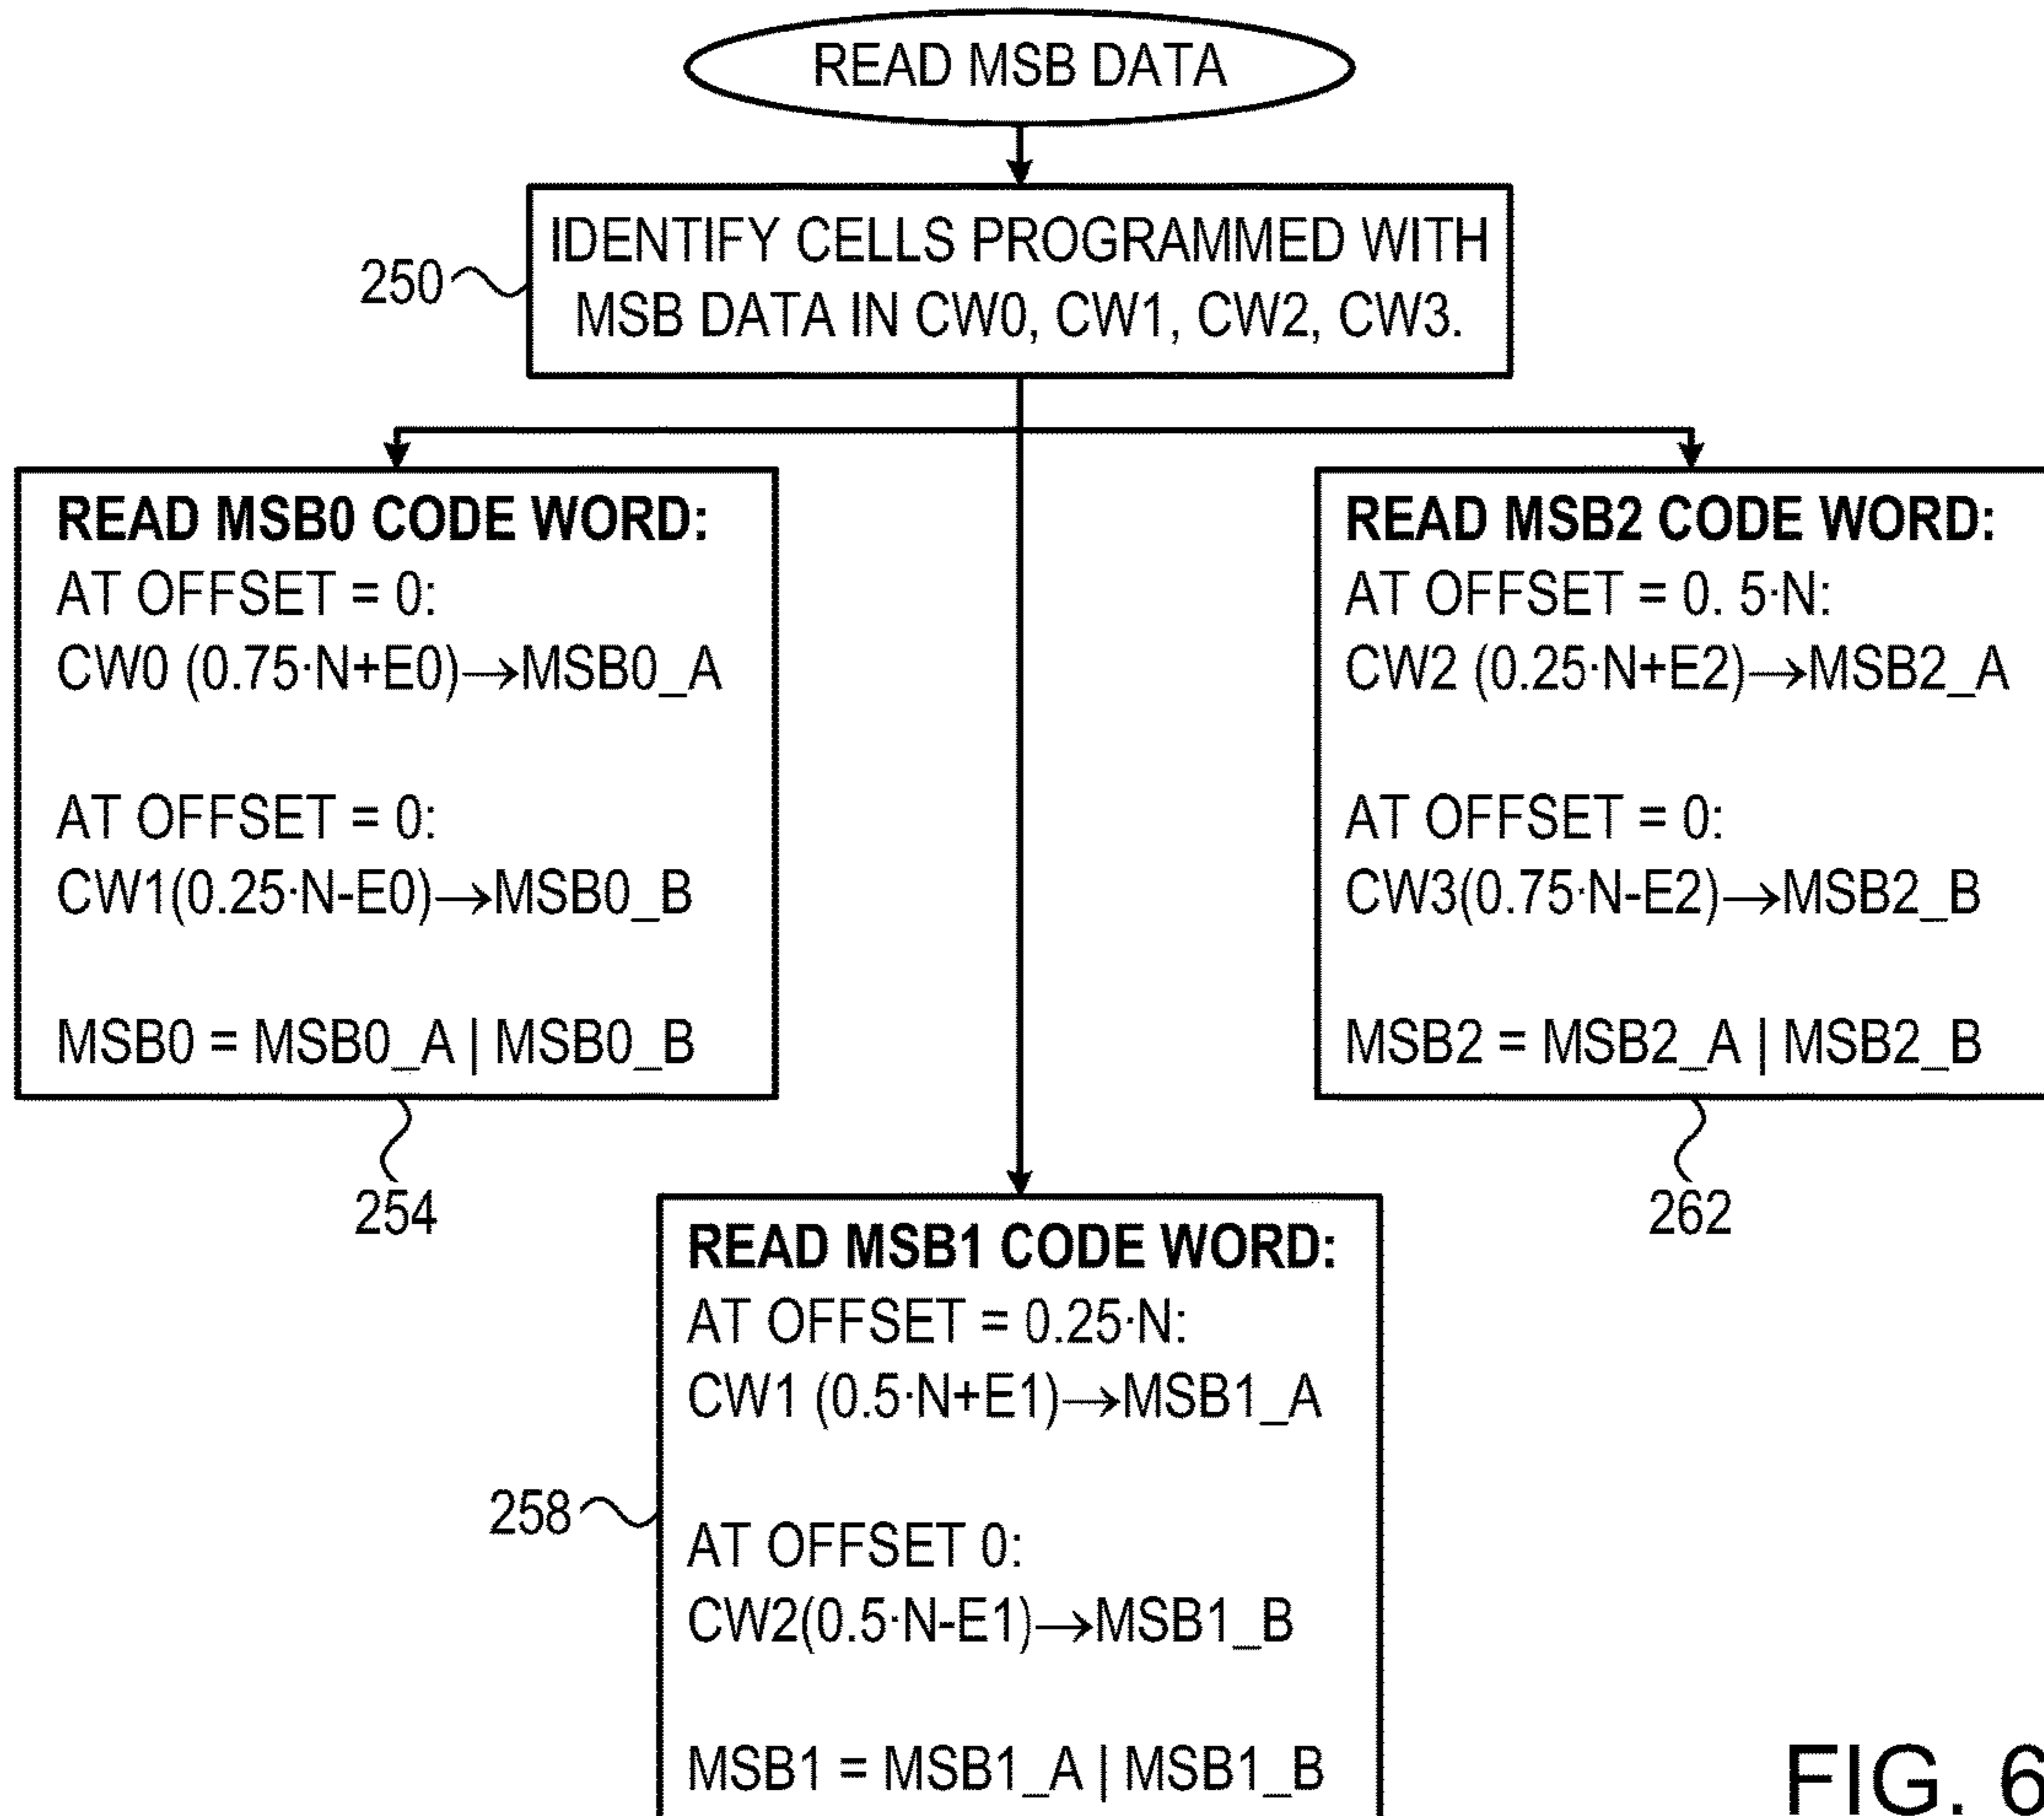 READ MSB DATA
250
IDENTIFY CELLS PROGRAMMED WITH
MSB DATA IN CW0, CW1, CW2, CW3.
READ MSB0 CODE WORD:
AT OFFSET = 0:
CW0 (0.75·N+E0)→MSB0_A
AT OFFSET = 0:
CW1(0.25·N-E0)→MSB0_B
MSB0 = MSB0_A | MSB0_B
254
READ MSB2 CODE WORD:
AT OFFSET = 0. 5·N:
CW2 (0.25·N+E2)→MSB2_A
AT OFFSET = 0:
CW3(0.75·N-E2)→MSB2_B
MSB2 = MSB2_A | MSB2_B
262
READ MSB1 CODE WORD:
AT OFFSET = 0.25·N:
CW1 (0.5·N+E1)→MSB1_A
258
AT OFFSET 0:
CW2(0.5·N-E1)→MSB1_B
MSB1 = MSB1_A | MSB1_B
FIG. 6